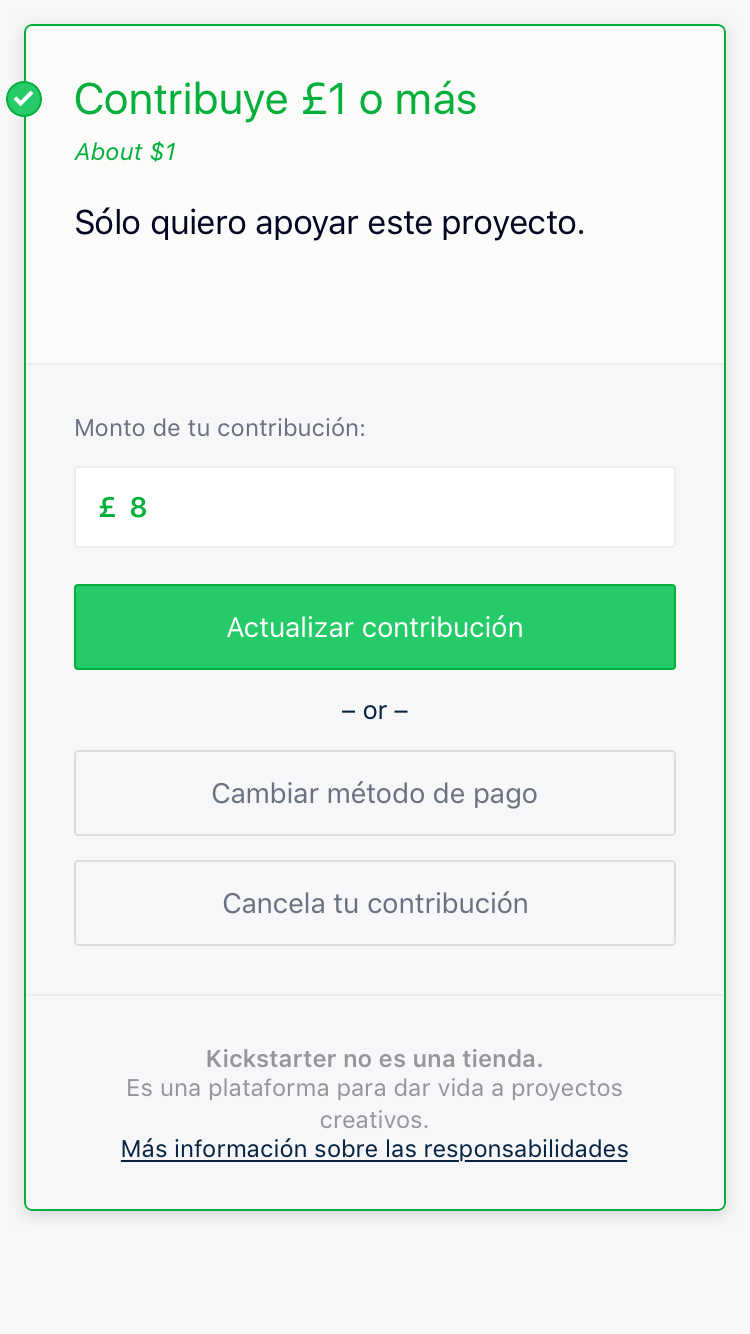 Contribuye £1 o más
About $1
Sólo quiero apoyar este proyecto.
Monto de tu contribución:
£ 8
Actualizar contribución
– or –
Cambiar método de pago
Cancela tu contribución
Kickstarter no es una tienda.
Es una plataforma para dar vida a proyectos
creativos.
Más información sobre las responsabilidades